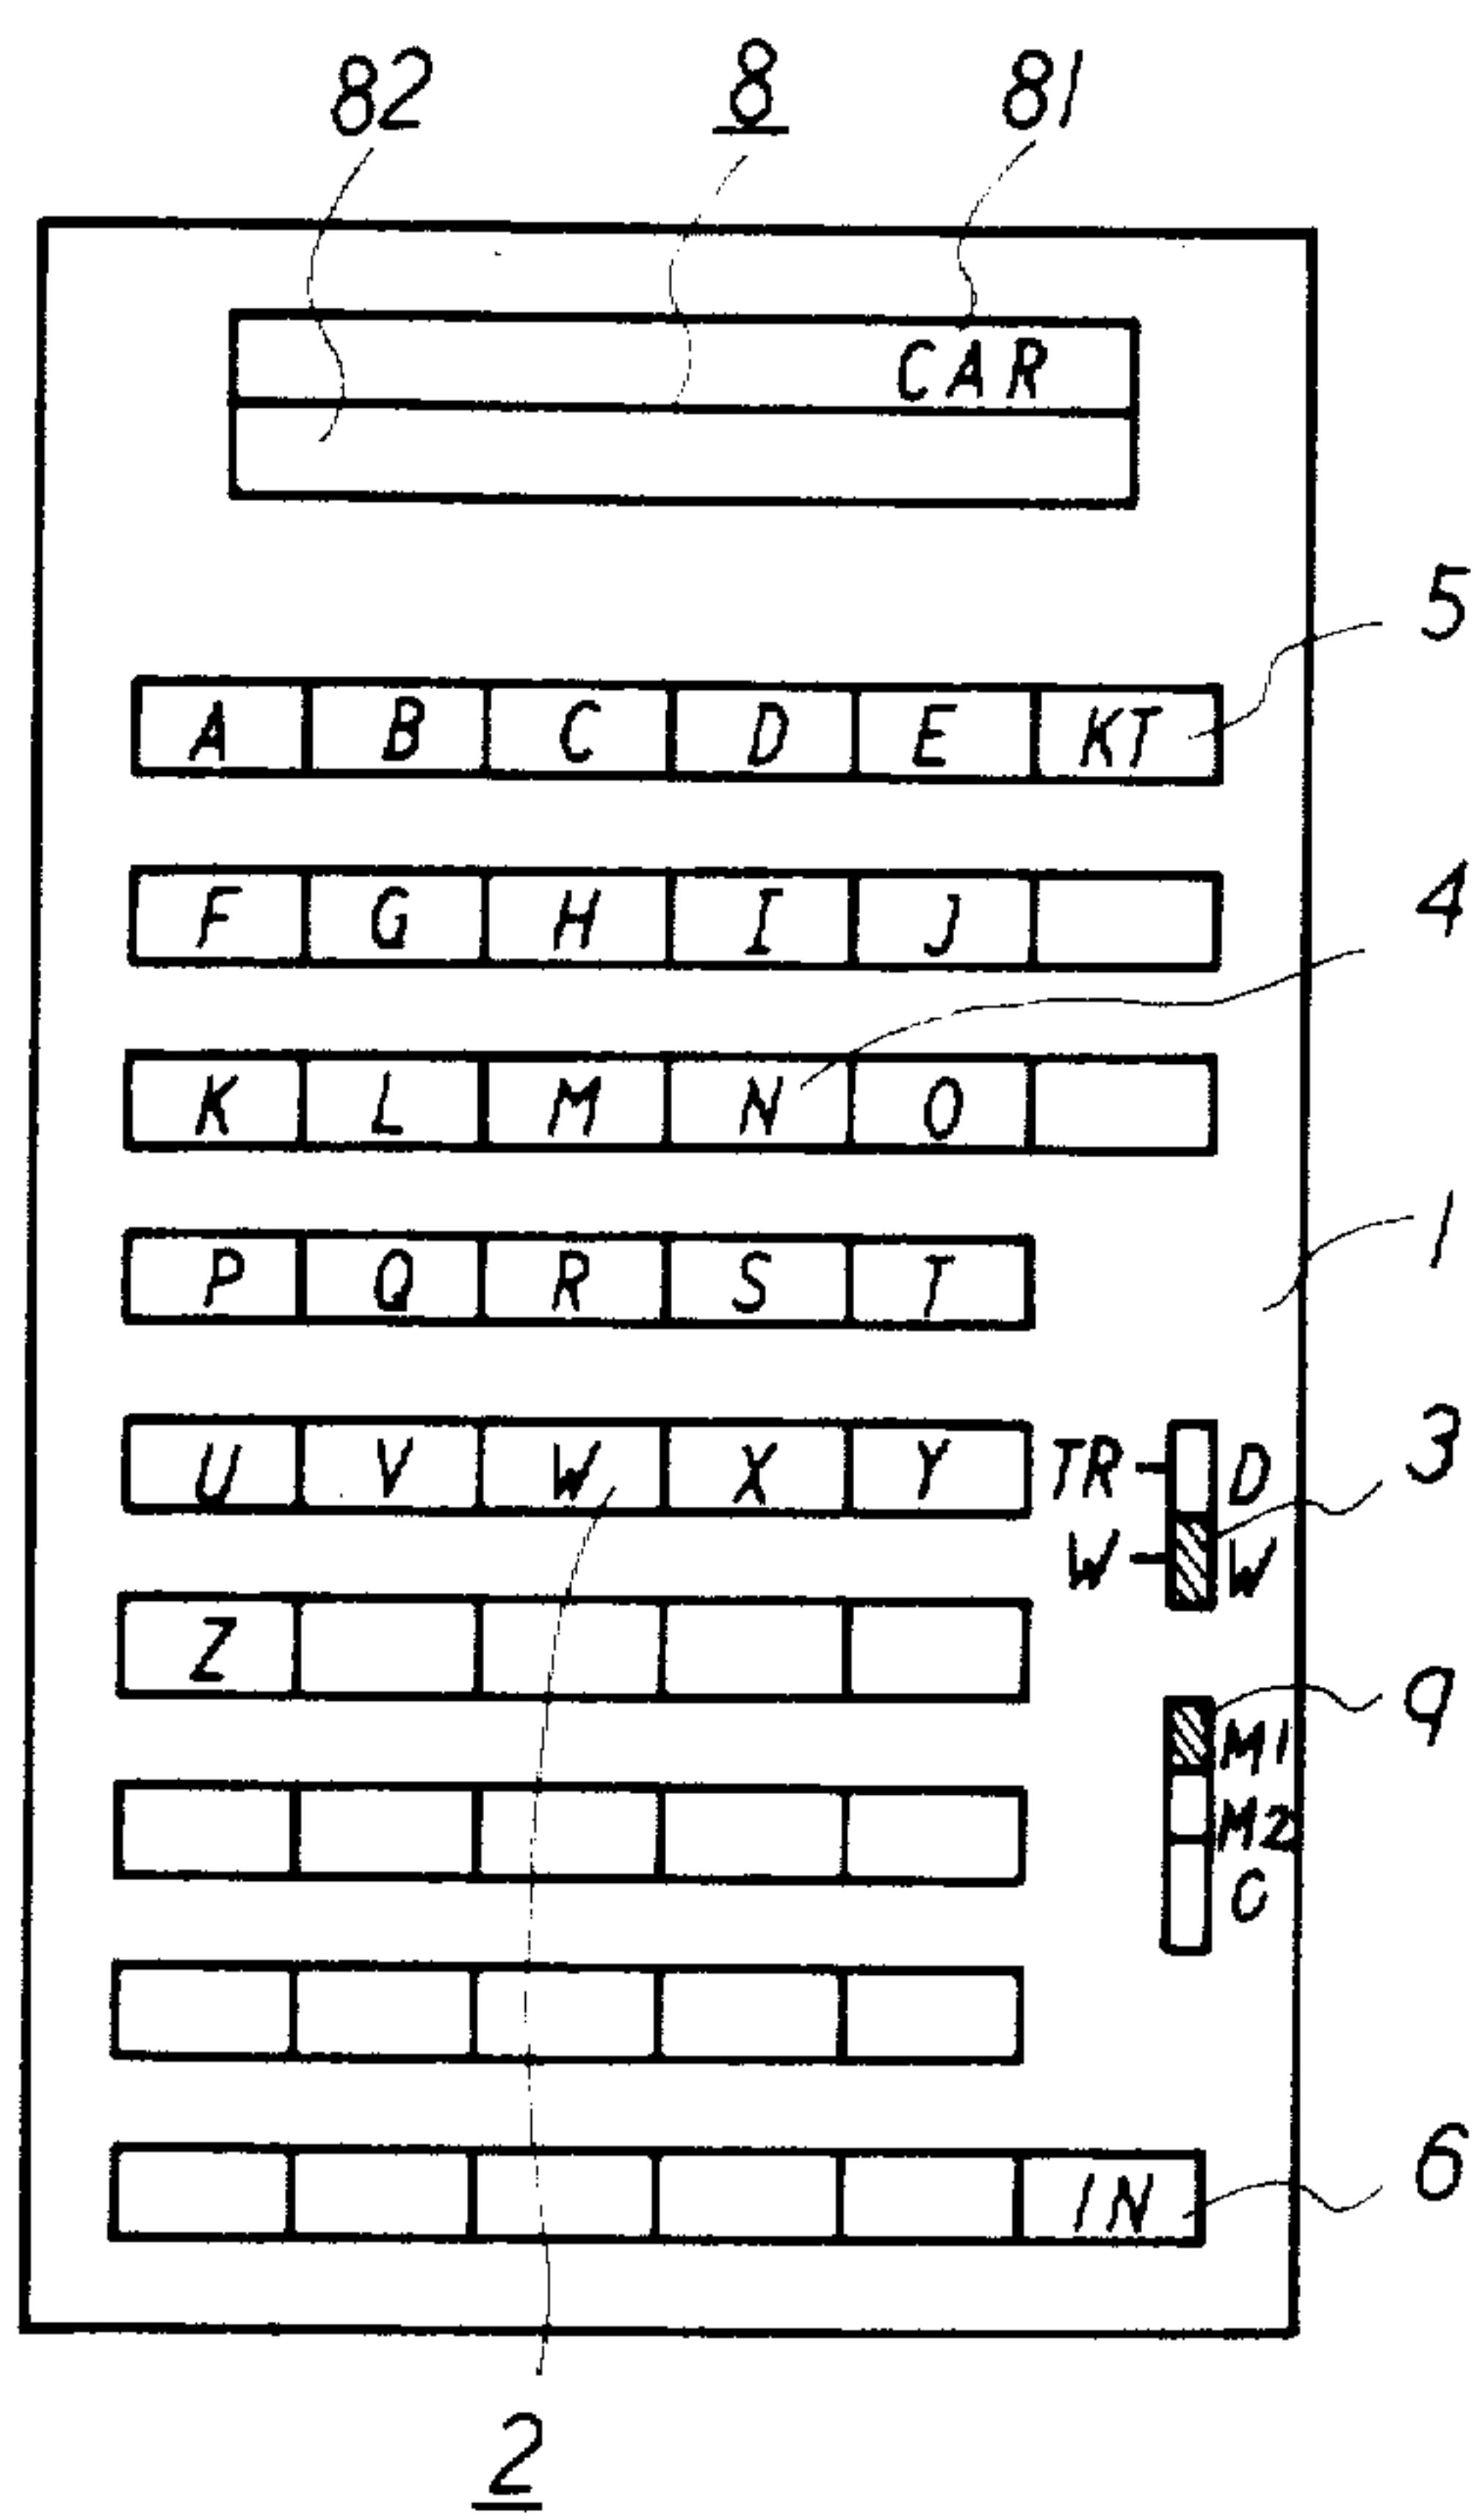 82 8 81
CAR
5
A B C D E KT
F G H I J
4
K L M N O
1
P Q R S T
3
U V W X Y TR D
W W
Z
9
M1
M2
C
6
IN
2